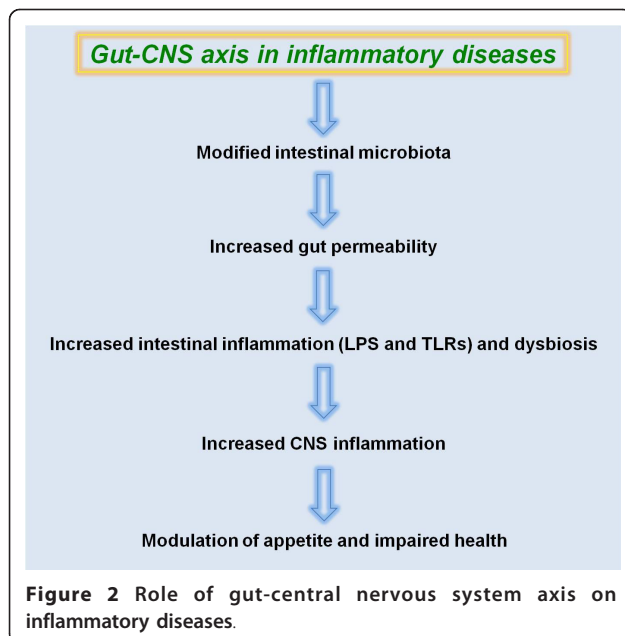 Gut-CNS axis in inflammatory diseases
Modified intestinal microbiota
Increased gut permeability
Increased intestinal inflammation (LPS and TLRs) and dysbiosis
Increased CNS inflammation
Modulation of appetite and impaired health
Figure 2 Role of gut-central nervous system axis on
inflammatory diseases.